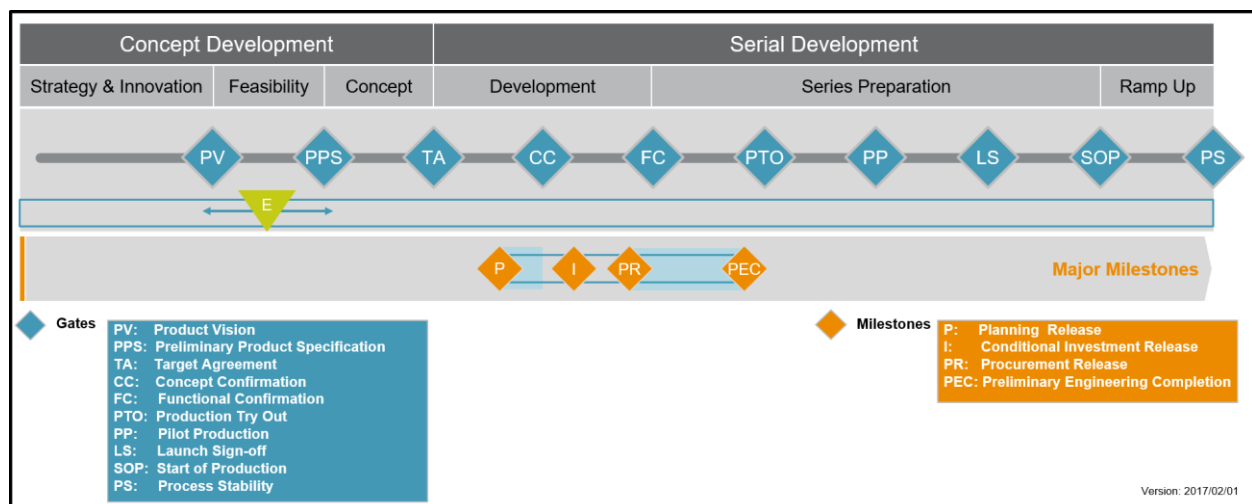 Concept Development
Serial Development
Strategy & Innovation
Feasibility
Concept
Development
Series Preparation
Ramp Up
PV
PPS
TA
CC
FC
PTO
PP
LS
SOP
PS
E
P
I
PR
PEC
Major Milestones
Gates
PV: Product Vision
PPS: Preliminary Product Specification
TA: Target Agreement
CC: Concept Confirmation
FC: Functional Confirmation
PTO: Production Try Out
PP: Pilot Production
LS: Launch Sign-off
SOP: Start of Production
PS: Process Stability
Milestones
P: Planning Release
I: Conditional Investment Release
PR: Procurement Release
PEC: Preliminary Engineering Completion
Version: 2017/02/01